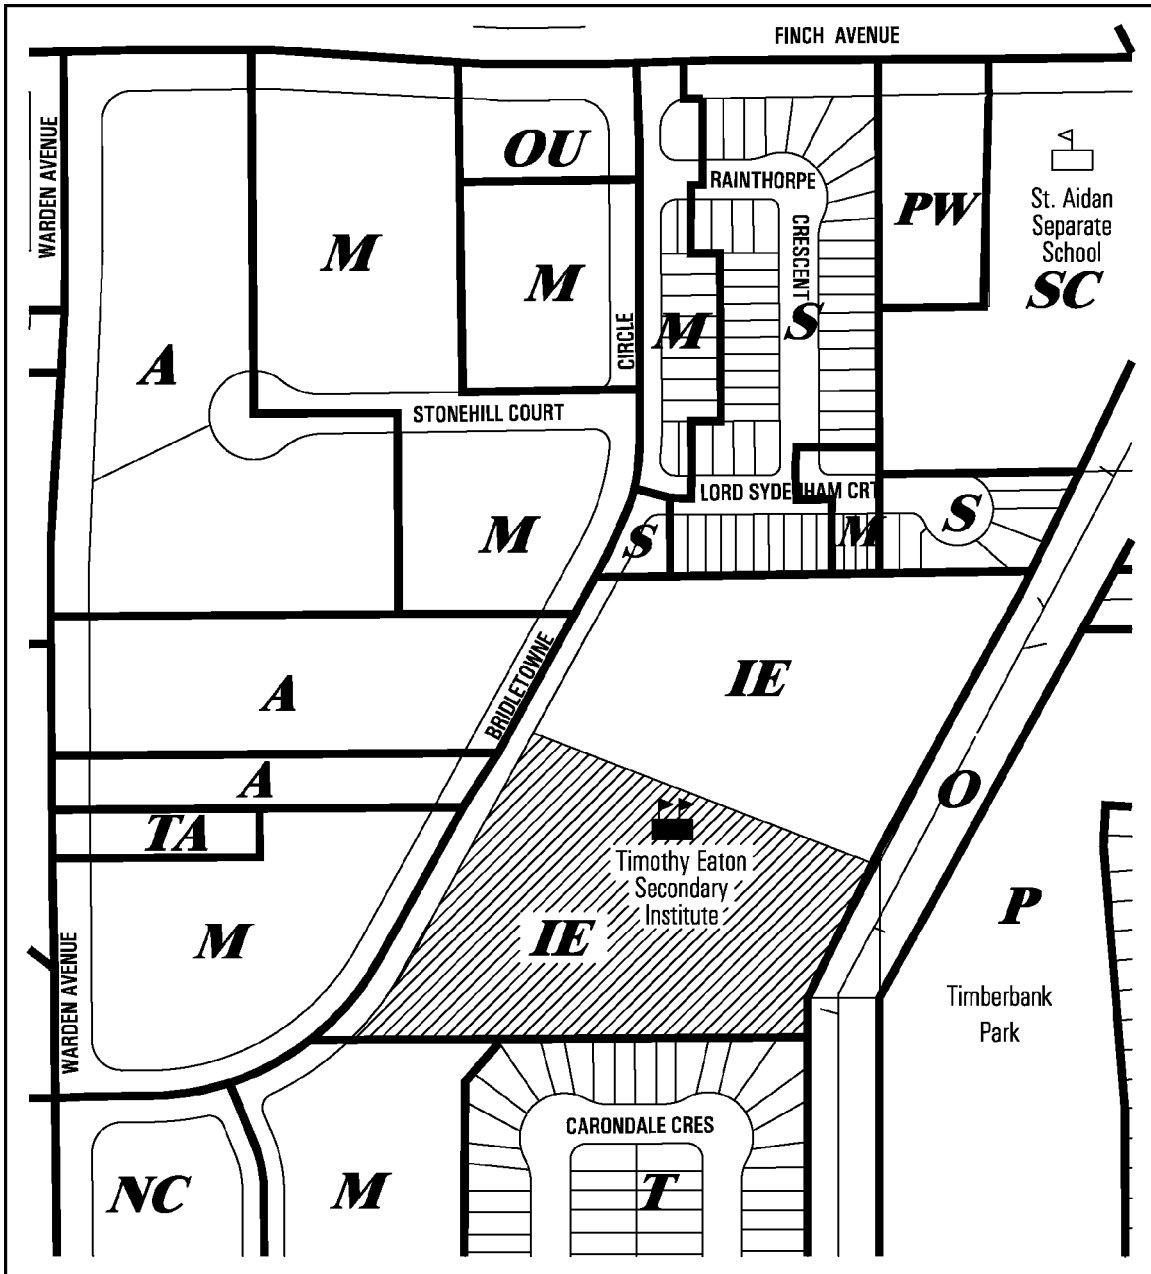 FINCH AVENUE
WARDEN AVENUE
OU
RAINTHORPE
CRESCENT
PW
St. Aidan
Separate
School
SC
M
M
CIRCLE
M
S
A
STONEHILL COURT
LORD SYDENHAM CRT
M
S
M
S
BRIDLETOWNE
IE
A
A
O
TA
Timothy Eaton
Secondary
Institute
IE
M
P
WARDEN AVENUE
Timberbank
Park
CARONDALE CRES
NC
M
T